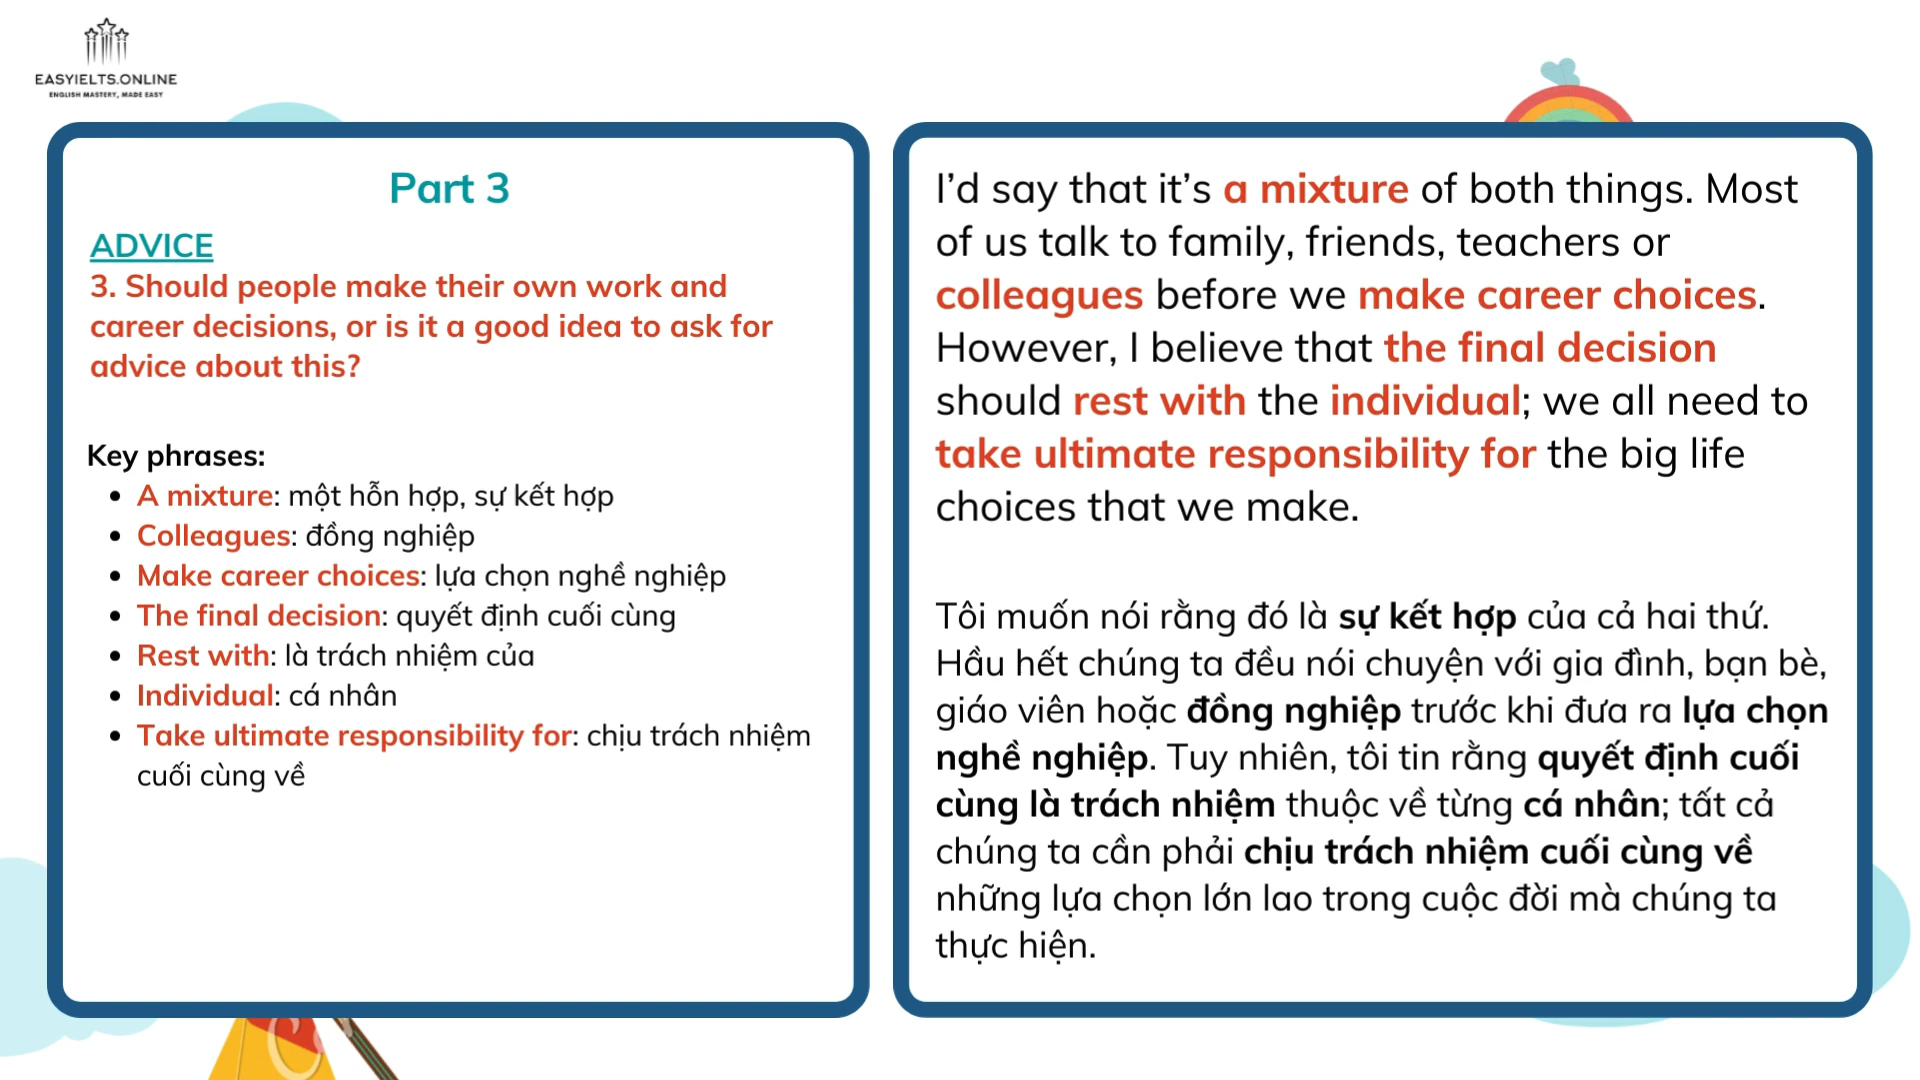 EASYIELTS.ONLINE
ENGLISH MASTERY, MADE EASY
Part 3
ADVICE
3. Should people make their own work and
career decisions, or is it a good idea to ask for
advice about this?
Key phrases:
• A mixture: một hỗn hợp, sự kết hợp
• Colleagues: đồng nghiệp
• Make career choices: lựa chọn nghề nghiệp
• The final decision: quyết định cuối cùng
• Rest with: là trách nhiệm của
• Individual: cá nhân
• Take ultimate responsibility for: chịu trách nhiệm
cuối cùng về
I’d say that it’s a mixture of both things. Most
of us talk to family, friends, teachers or
colleagues before we make career choices.
However, I believe that the final decision
should rest with the individual; we all need to
take ultimate responsibility for the big life
choices that we make.
Tôi muốn nói rằng đó là sự kết hợp của cả hai thứ.
Hầu hết chúng ta đều nói chuyện với gia đình, bạn bè,
giáo viên hoặc đồng nghiệp trước khi đưa ra lựa chọn
nghề nghiệp. Tuy nhiên, tôi tin rằng quyết định cuối
cùng là trách nhiệm thuộc về từng cá nhân; tất cả
chúng ta cần phải chịu trách nhiệm cuối cùng về
những lựa chọn lớn lao trong cuộc đời mà chúng ta
thực hiện.